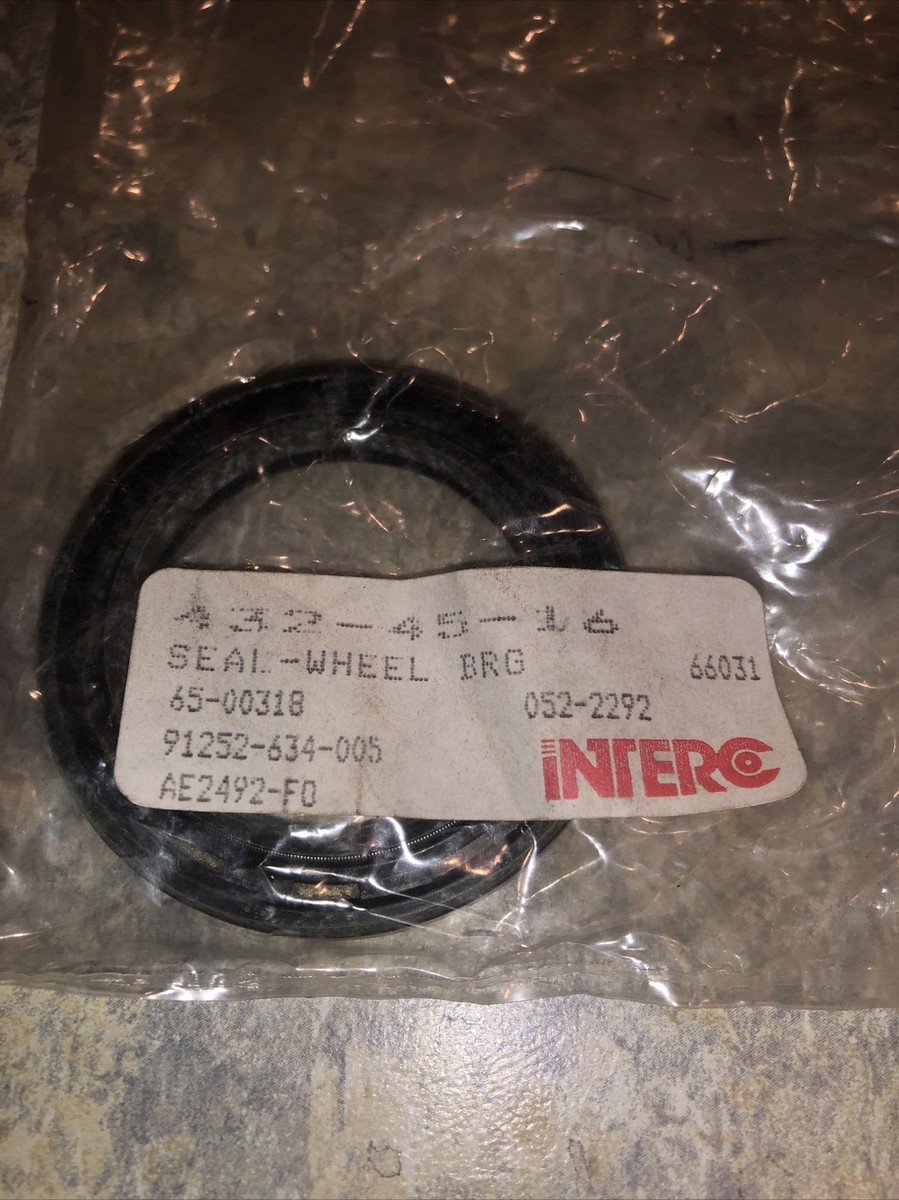 432-45-16
SEAL-WHEEL BRG 66031
65-00318 052-2292
91252-634-005
AE2492-F0
INTERC